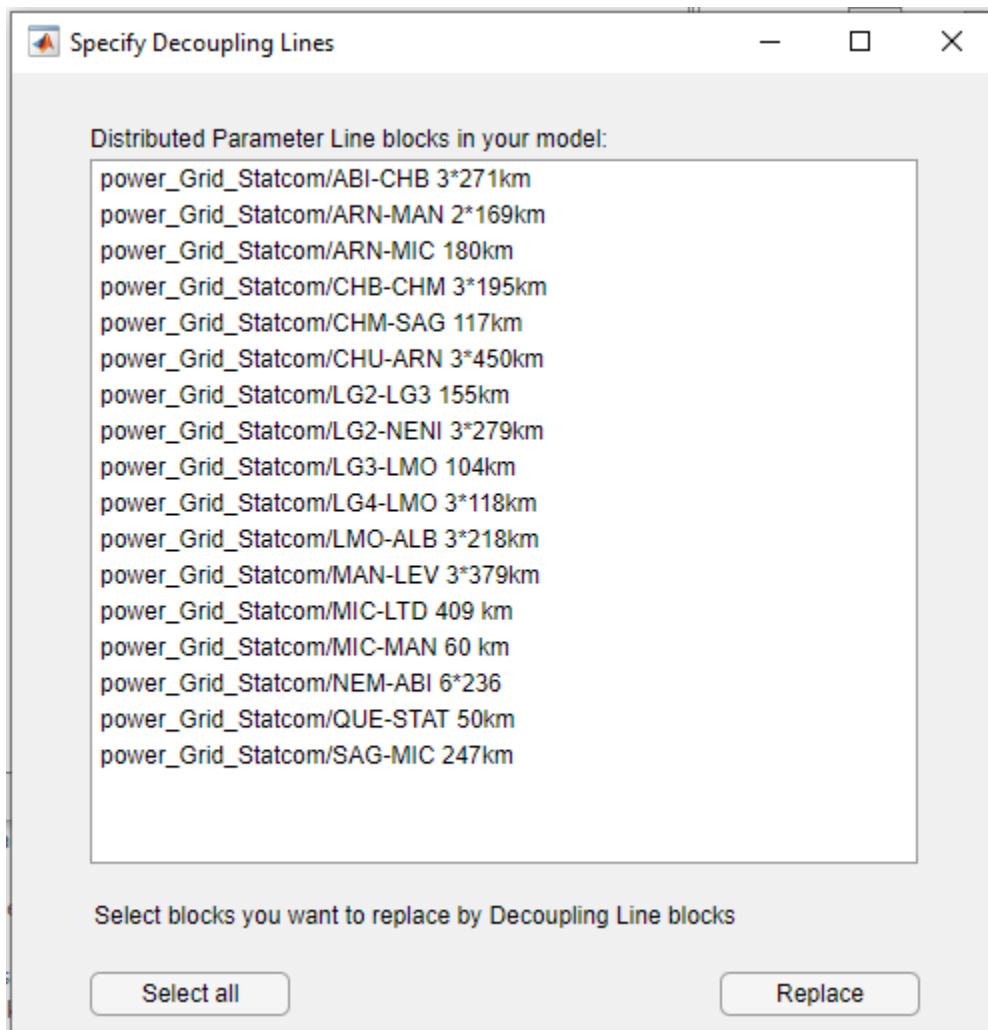 Specify Decoupling Lines
Distributed Parameter Line blocks in your model:
power_Grid_Statcom/ABI-CHB 3*271km
power_Grid_Statcom/ARN-MAN 2*169km
power_Grid_Statcom/ARN-MIC 180km
power_Grid_Statcom/CHB-CHM 3*195km
power_Grid_Statcom/CHM-SAG 117km
power_Grid_Statcom/CHU-ARN 3*450km
power_Grid_Statcom/LG2-LG3 155km
power_Grid_Statcom/LG2-NENI 3*279km
power_Grid_Statcom/LG3-LMO 104km
power_Grid_Statcom/LG4-LMO 3*118km
power_Grid_Statcom/LMO-ALB 3*218km
power_Grid_Statcom/MAN-LEV 3*379km
power_Grid_Statcom/MIC-LTD 409 km
power_Grid_Statcom/MIC-MAN 60 km
power_Grid_Statcom/NEM-ABI 6*236
power_Grid_Statcom/QUE-STAT 50km
power_Grid_Statcom/SAG-MIC 247km
Select blocks you want to replace by Decoupling Line blocks
Select all
Replace